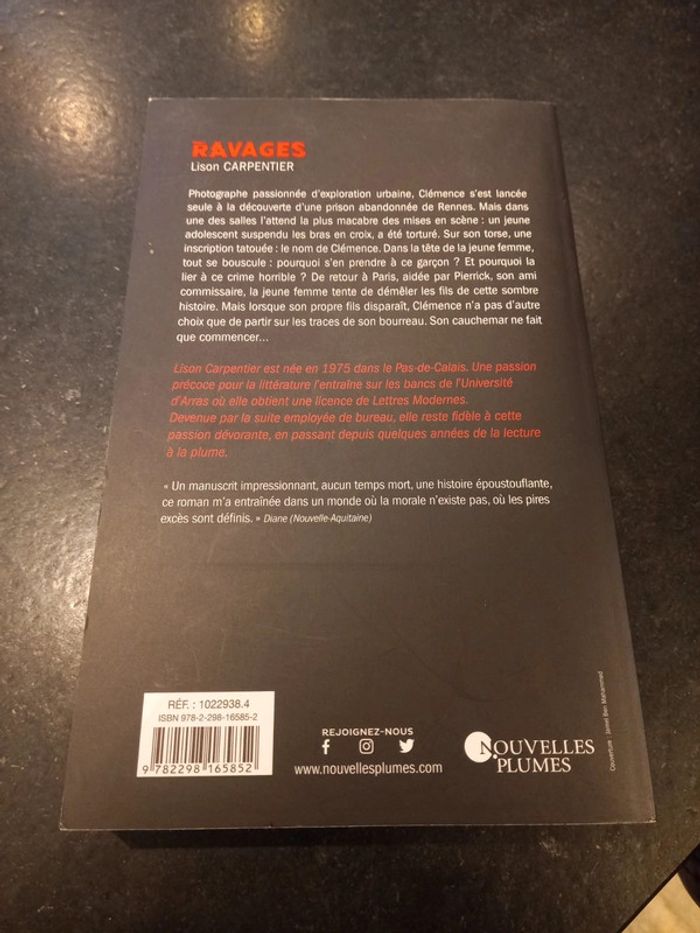 RAVAGES
Lison CARPENTIER
Photographe passionnée d'exploration urbaine, Clémence s'est lancée
seule à la découverte d'une prison abandonnée de Rennes. Mais dans
une des salles l'attend la plus macabre des mises en scène : un jeune
adolescent suspendu les bras en croix, a été torturé. Sur son torse, une
inscription tatouée : le nom de Clémence. Dans la tête de la jeune femme,
tout se bouscule : pourquoi s'en prendre à ce garçon ? Et pourquoi la
lier à ce crime horrible ? De retour à Paris, aidée par Pierrick, son ami
commissaire, la jeune femme tente de démêler les fils de cette sombre
histoire. Mais lorsque son propre fils disparaît, Clémence n'a pas d'autre
choix que de partir sur les traces de son bourreau. Son cauchemar ne fait
que commencer...
Lison Carpentier est née en 1975 dans le Pas-de-Calais. Une passion
précoce pour la littérature l'entraîne sur les bancs de l'Université
d'Arras où elle obtient une licence de Lettres Modernes.
Devenue par la suite employée de bureau, elle reste fidèle à cette
passion dévorante, en passant depuis quelques années de la lecture
à la plume.
« Un manuscrit impressionnant, aucun temps mort, une histoire époustouflante,
ce roman m'a entraînée dans un monde où la morale n'existe pas, où les pires
excès sont définis. » Diane (Nouvelle-Aquitaine)
RÉF. : 1022938.4
ISBN 978-2-298-16585-2
9 782298 165852
REJOIGNEZ-NOUS
www.nouvellesplumes.com
NOUVELLES
PLUMES
Couverture : Jamel Ben Mahammed